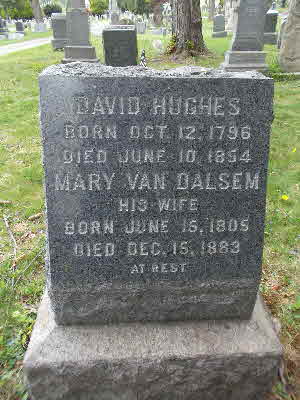 DAVID HUGHES
BORN OCT. 12, 1796
DIED JUNE 10, 1854
MARY VAN DALSEM
HIS WIFE
BORN JUNE 15, 1805
DIED DEC. 15, 1883
AT REST